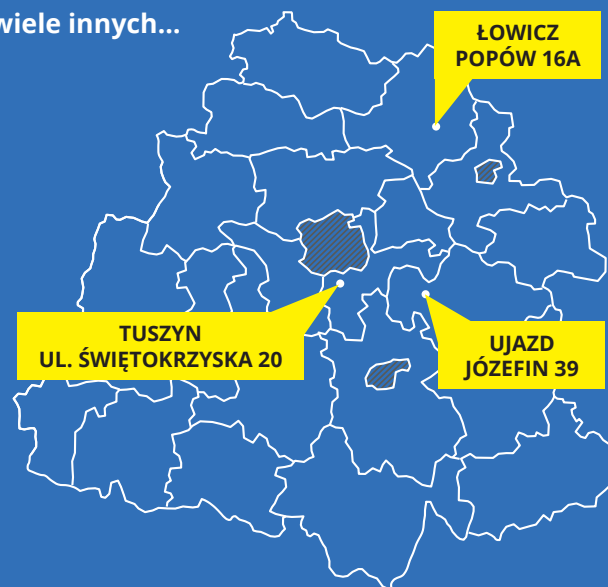 wiele innych...
ŁOWICZ
POPÓW 16A
TUSZYN
UL. ŚWIĘTOKRZYSKA 20
UJAZD
JÓZEFIN 39